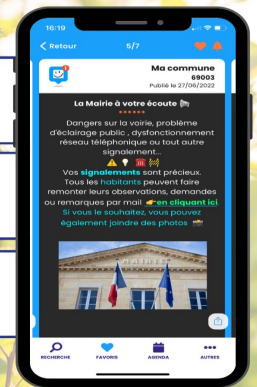 16:19
Retour
5/7
Ma commune
69003
Publié le 27/06/2022
La Mairie à votre écoute
Dangers sur la voirie, problème
d'éclairage public , dysfonctionnement
réseau téléphonique ou tout autre
signalement...
Vos signalements sont précieux.
Tous les habitants peuvent faire
remonter leurs observations, demandes
ou remarques par mail 👉en cliquant ici.
Si vous le souhaitez, vous pouvez
également joindre des photos
RECHERCHE
FAVORIS
AGENDA
AUTRES